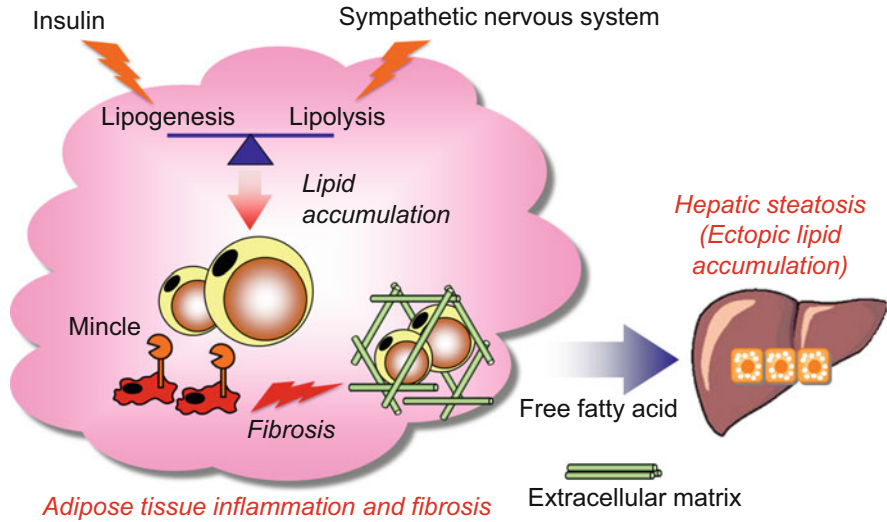 Insulin
Sympathetic nervous system
Lipogenesis
Lipolysis
Lipid
accumulation
Hepatic steatosis
(Ectopic lipid
accumulation)
Mincle
Fibrosis
Free fatty acid
Extracellular matrix
Adipose tissue inflammation and fibrosis